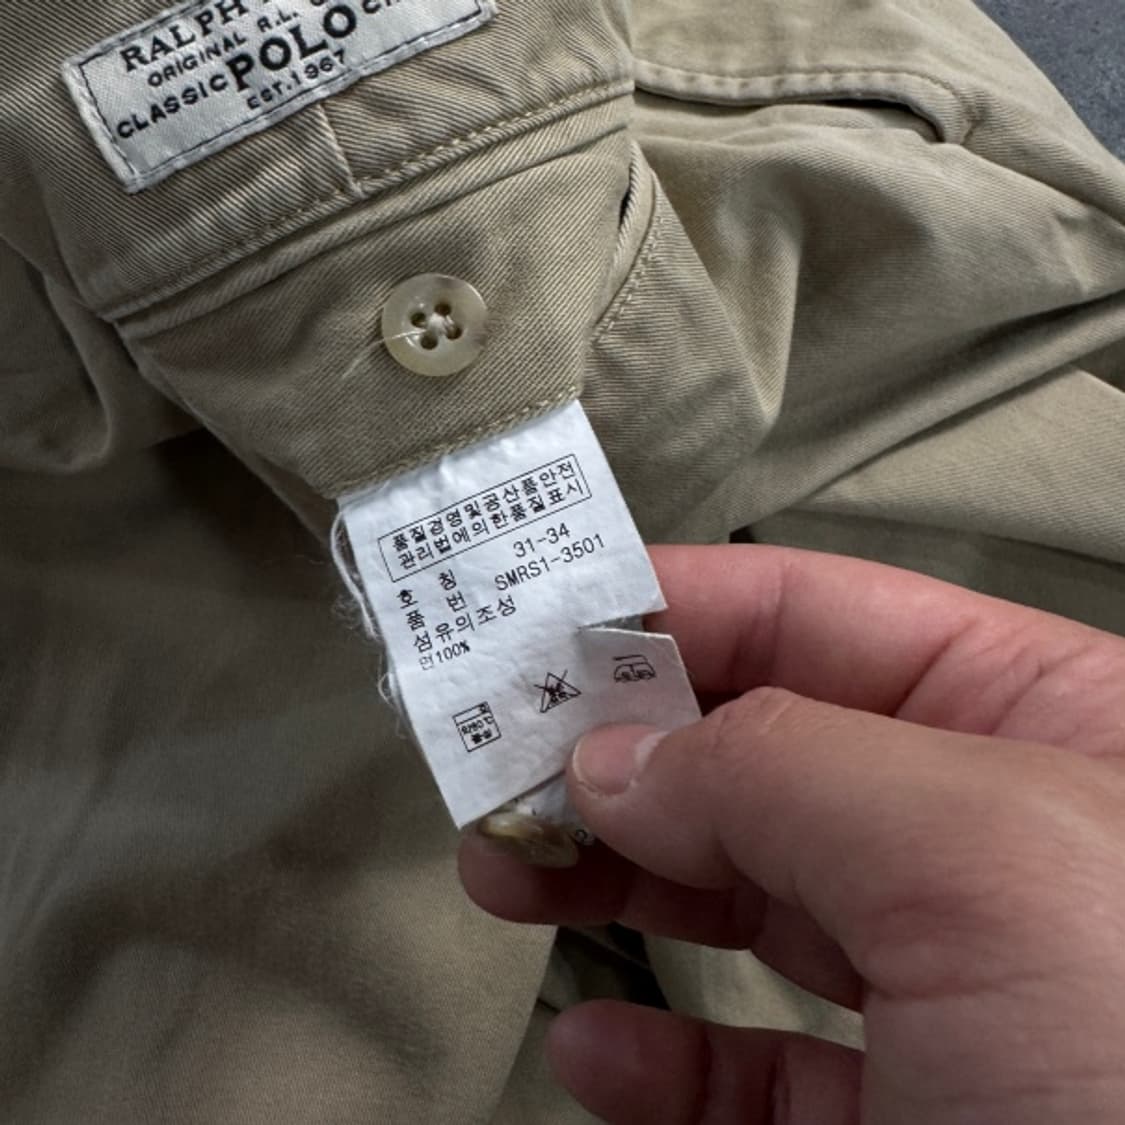 RALPH
ORIGINAL R.L.
CLASSIC POLO
EST.1967
품질경영및공산품안전
관리법에의한품질표시
호 칭 31-34
품 번 SMRS1-3501
섬유의조성
면100%